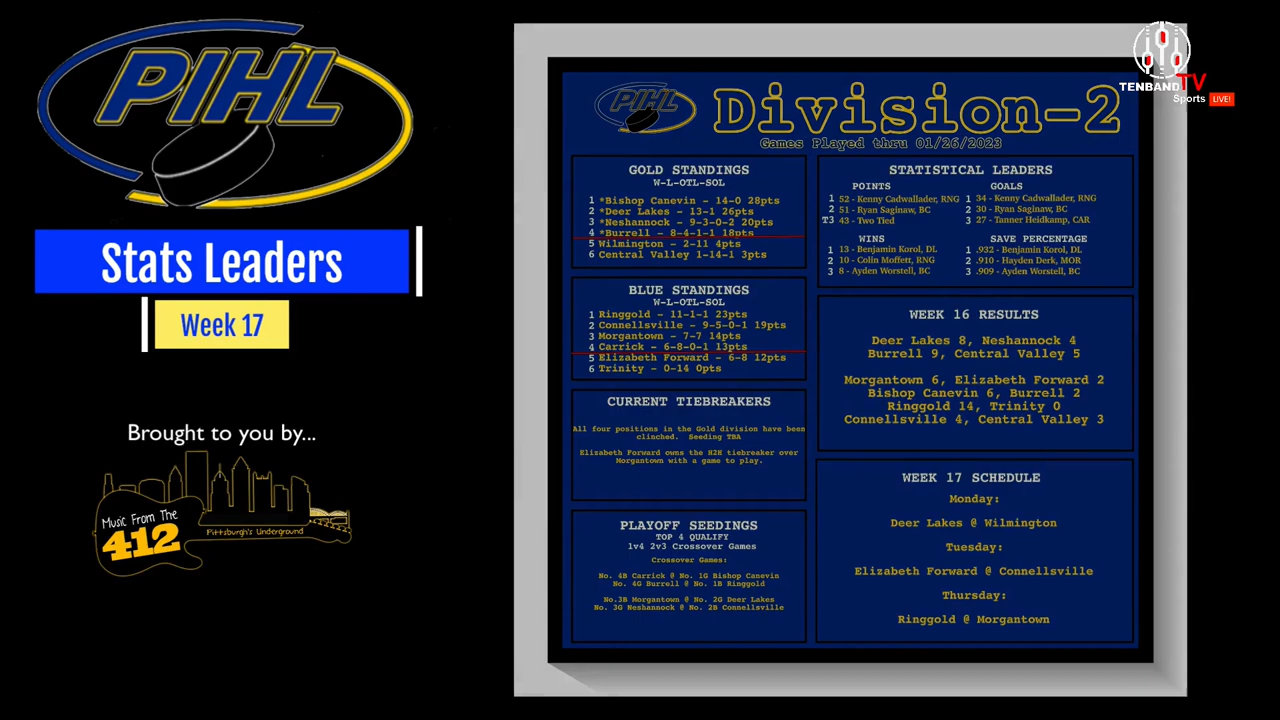 PIHL
Stats Leaders
Week 17
Brought to you by...
Music From The
412
Pittsburgh's Underground
TENBAND TV
Sports LIVE!
PIHL
Division-2
Games Played thru 01/26/2023
GOLD STANDINGS
W-L-OTL-SOL
1 *Bishop Canevin - 14-0 28pts
2 *Deer Lakes - 13-1 26pts
3 *Neshannock - 9-3-0-2 20pts
4 *Burrell - 8-4-1-1 18pts
5 Wilmington - 2-11 4pts
6 Central Valley 1-14-1 3pts
BLUE STANDINGS
W-L-OTL-SOL
1 Ringgold - 11-1-1 23pts
2 Connellsville - 9-5-0-1 19pts
3 Morgantown - 7-7 14pts
4 Carrick - 6-8-0-1 13pts
5 Elizabeth Forward - 6-8 12pts
6 Trinity - 0-14 0pts
CURRENT TIEBREAKERS
All four positions in the Gold division have been
clinched. Seeding TBA
Elizabeth Forward owns the H2H tiebreaker over
Morgantown with a game to play.
PLAYOFF SEEDINGS
TOP 4 QUALIFY
1v4 2v3 Crossover Games
Crossover Games:
No. 4B Carrick @ No. 1G Bishop Canevin
No. 4G Burrell @ No. 1B Ringgold
No.3B Morgantown @ No. 2G Deer Lakes
No. 3G Neshannock @ No. 2B Connellsville
STATISTICAL LEADERS
POINTS
1 52 - Kenny Cadwallader, RNG
2 51 - Ryan Saginaw, BC
T3 43 - Two Tied
GOALS
1 34 - Kenny Cadwallader, RNG
2 30 - Ryan Saginaw, BC
3 27 - Tanner Heidkamp, CAR
WINS
1 13 - Benjamin Korol, DL
2 10 - Colin Moffett, RNG
3 8 - Ayden Worstell, BC
SAVE PERCENTAGE
1 .932 - Benjamin Korol, DL
2 .910 - Hayden Derk, MOR
3 .909 - Ayden Worstell, BC
WEEK 16 RESULTS
Deer Lakes 8, Neshannock 4
Burrell 9, Central Valley 5
Morgantown 6, Elizabeth Forward 2
Bishop Canevin 6, Burrell 2
Ringgold 14, Trinity 0
Connellsville 4, Central Valley 3
WEEK 17 SCHEDULE
Monday:
Deer Lakes @ Wilmington
Tuesday:
Elizabeth Forward @ Connellsville
Thursday:
Ringgold @ Morgantown